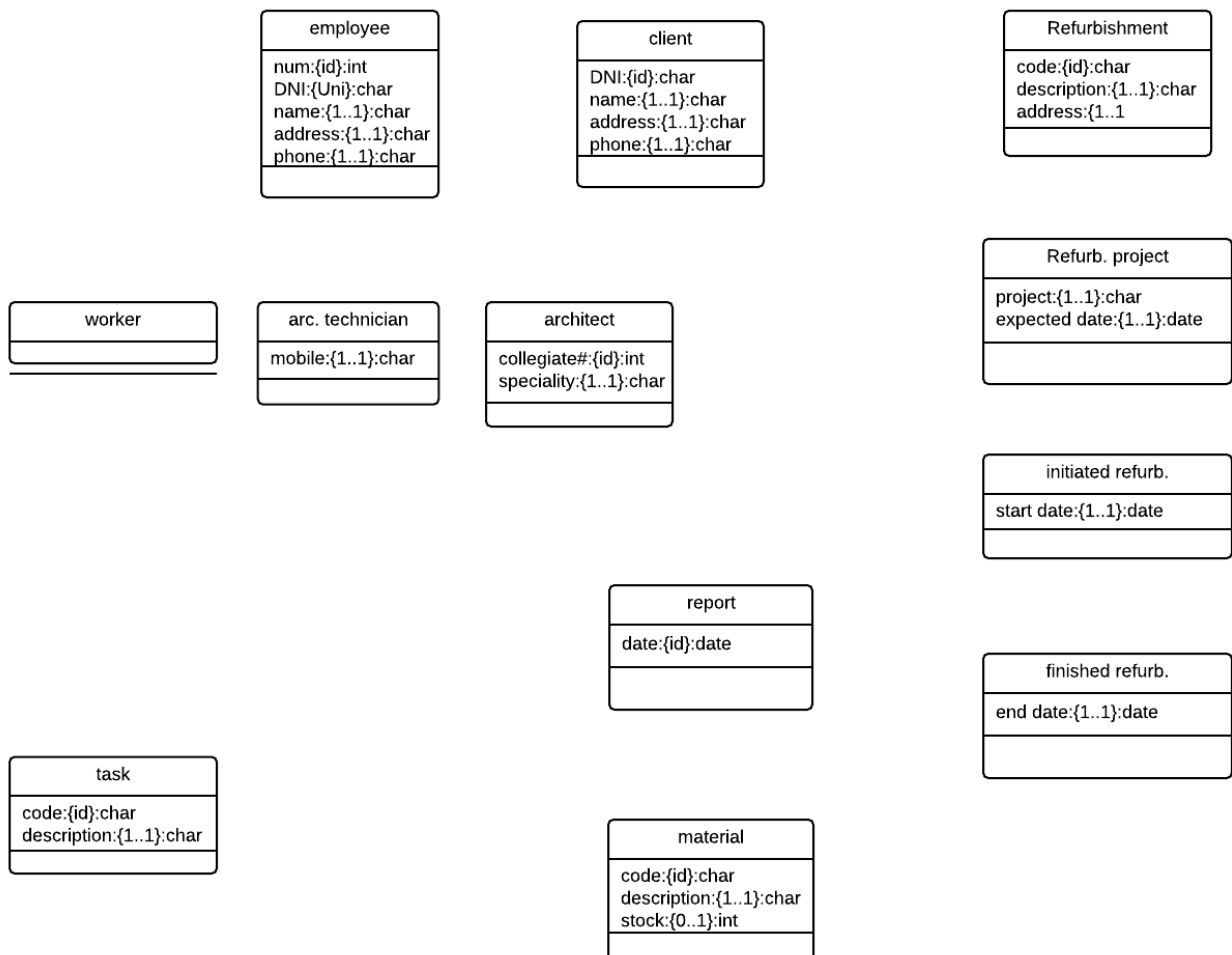 employee
num:{id}:int
DNI:{Uni}:char
name:{1..1}:char
address:{1..1}:char
phone:{1..1}:char
client
DNI:{id}:char
name:{1..1}:char
address:{1..1}:char
phone:{1..1}:char
Refurbishment
code:{id}:char
description:{1..1}:char
address:{1..1
Refurb. project
project:{1..1}:char
expected date:{1..1}:date
worker
arc. technician
mobile:{1..1}:char
architect
collegiate#:{id}:int
speciality:{1..1}:char
initiated refurb.
start date:{1..1}:date
report
date:{id}:date
finished refurb.
end date:{1..1}:date
task
code:{id}:char
description:{1..1}:char
material
code:{id}:char
description:{1..1}:char
stock:{0..1}:int